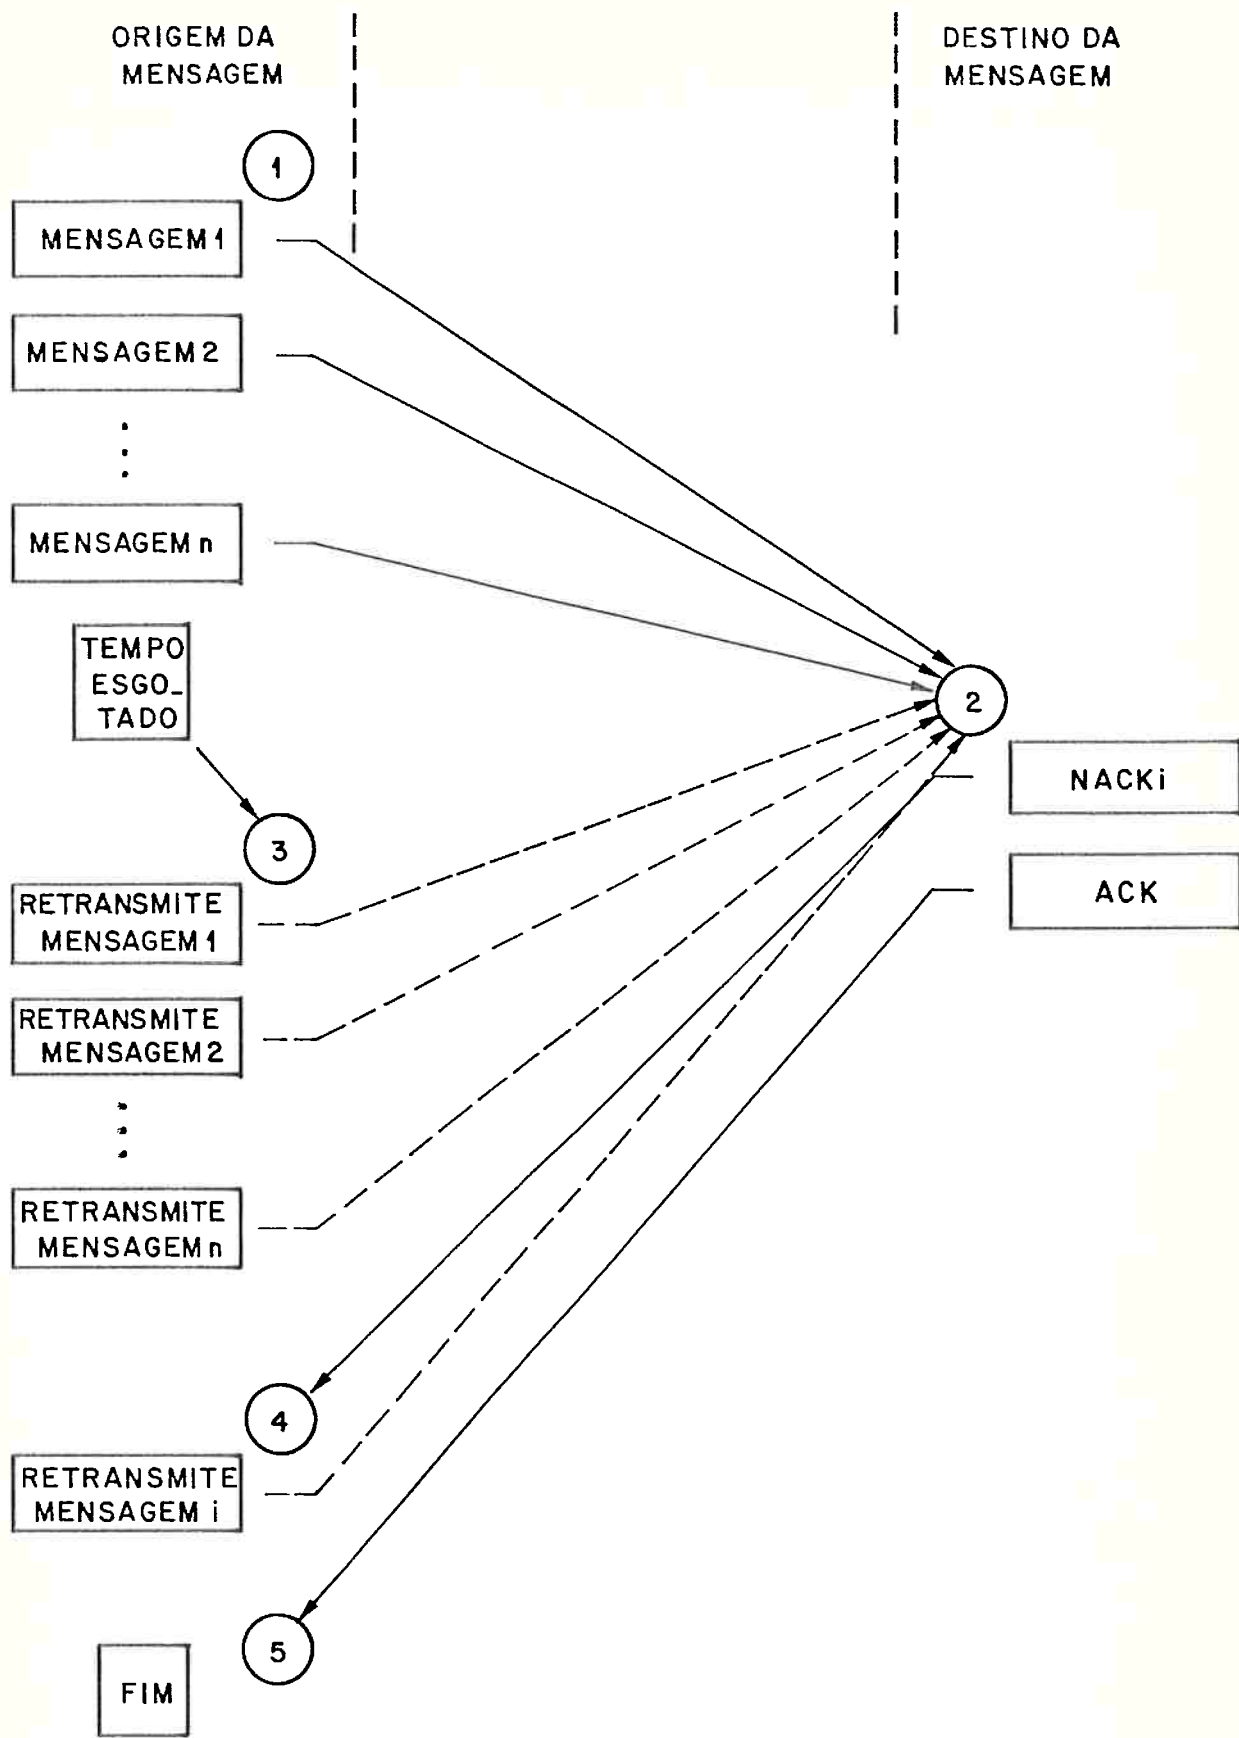 ORIGEM DA
MENSAGEM
DESTINO DA
MENSAGEM
1
MENSAGEM 1
MENSAGEM 2
MENSAGEM n
TEMPO
ESGO_
TADO
2
NACKi
3
ACK
RETRANSMITE
MENSAGEM 1
RETRANSMITE
MENSAGEM 2
RETRANSMITE
MENSAGEM n
4
RETRANSMITE
MENSAGEM i
5
FIM